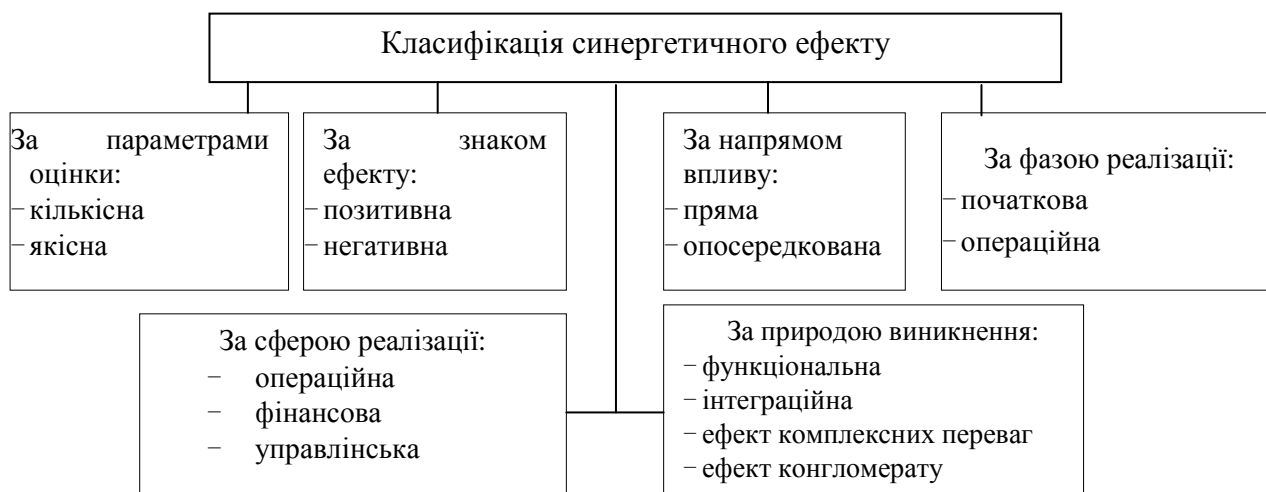 Класифікація синергетичного ефекту
За параметрами
оцінки:
– кількісна
– якісна
За знаком
ефекту:
– позитивна
– негативна
За напрямом
впливу:
– пряма
– опосередкована
За фазою реалізації:
– початкова
– операційна
За сферою реалізації:
– операційна
– фінансова
– управлінська
За природою виникнення:
– функціональна
– інтеграційна
– ефект комплексних переваг
– ефект конгломерату